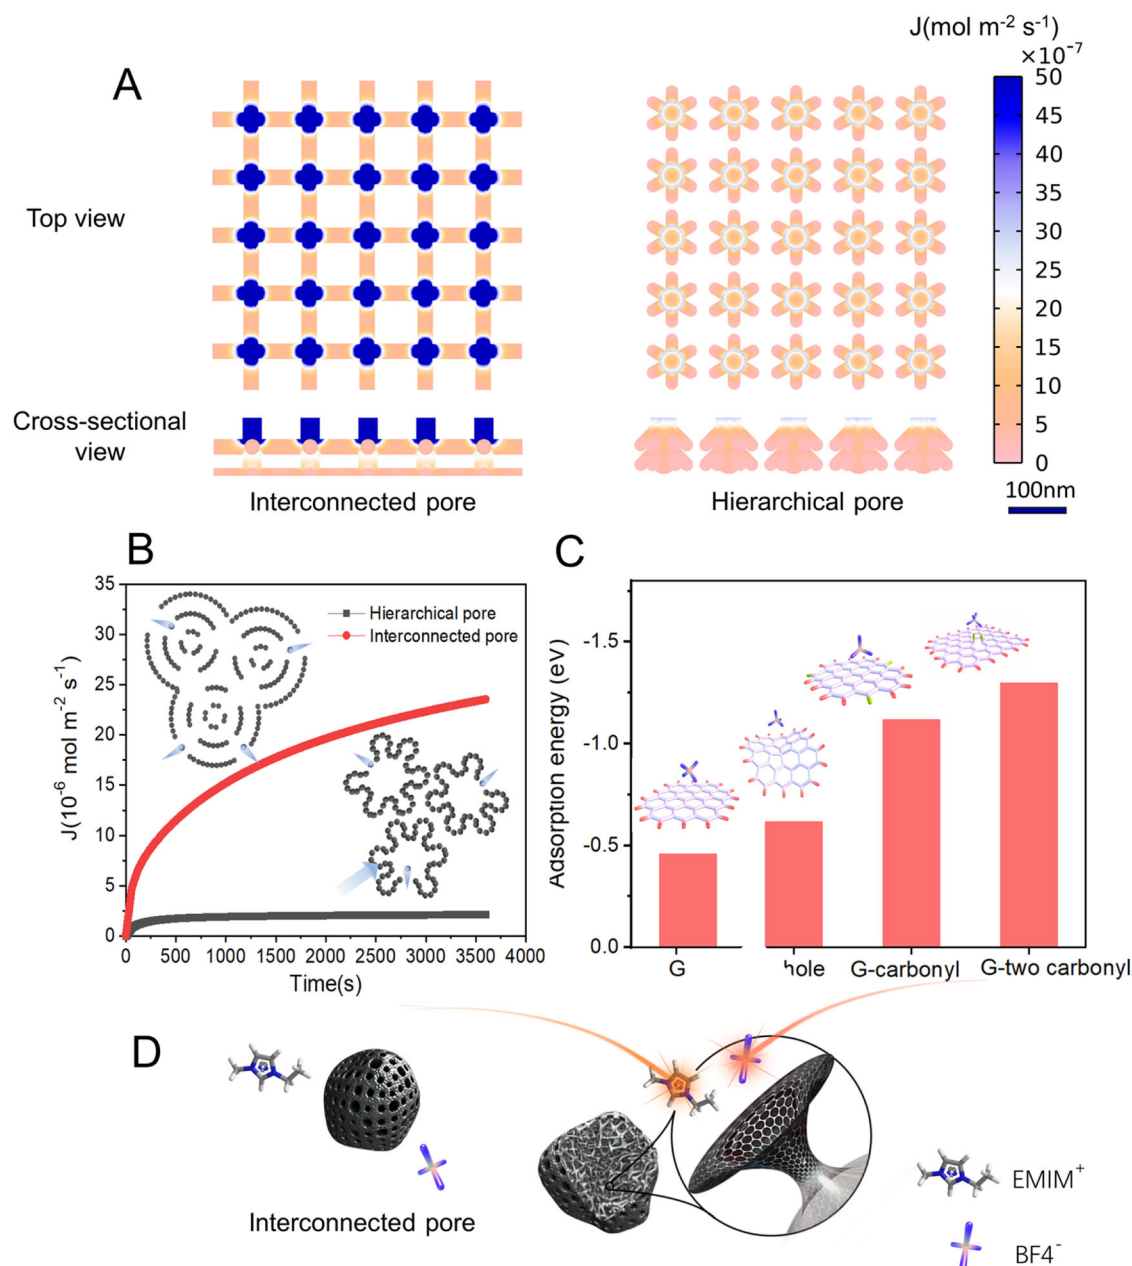 J(mol m⁻² s⁻¹)
×10⁻⁷
A
50
45
40
35
30
25
20
15
10
5
0
Top view
Cross-sectional
view
Interconnected pore
Hierarchical pore
100nm
B
35
30
25
20
15
10
5
0
J(10⁻⁶ mol m⁻² s⁻¹)
Hierarchical pore
Interconnected pore
0 500 1000 1500 2000 2500 3000 3500 4000
Time(s)
C
-1.5
-1.0
-0.5
0.0
Adsorption energy (eV)
G hole G-carbonyl G-two carbonyl
D
Interconnected pore
EMIM⁺
BF4⁻